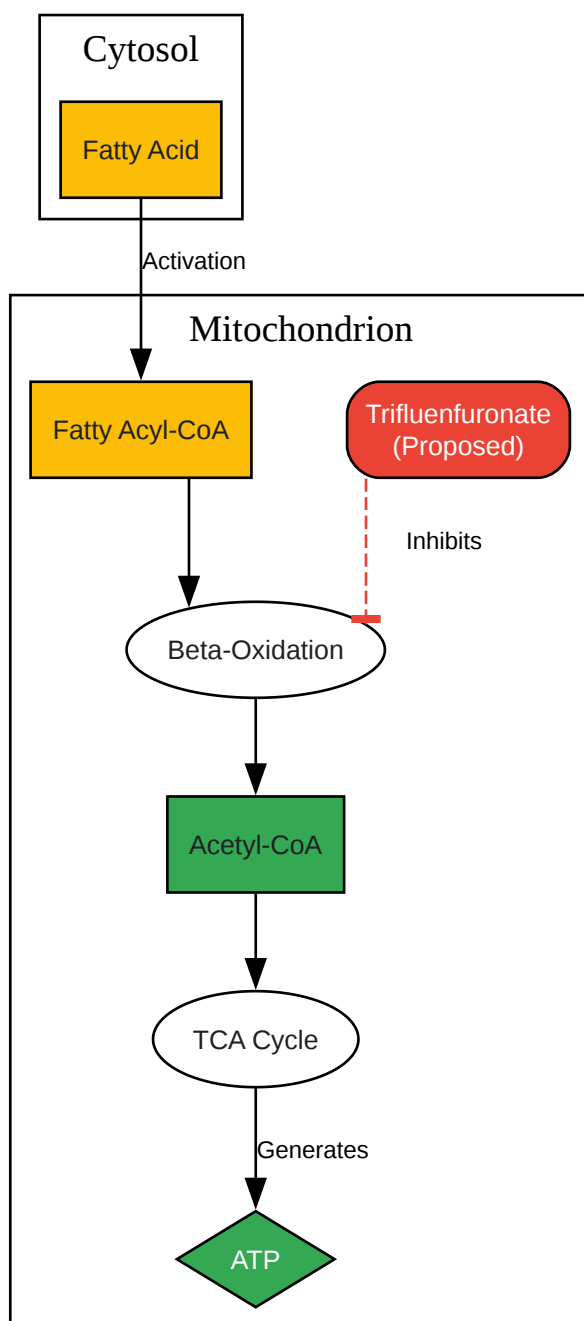 Cytosol
Fatty Acid
Activation
Mitochondrion
Fatty Acyl-CoA
Trifluenfuronate
(Proposed)
Inhibits
Beta-Oxidation
Acetyl-CoA
TCA Cycle
Generates
ATP